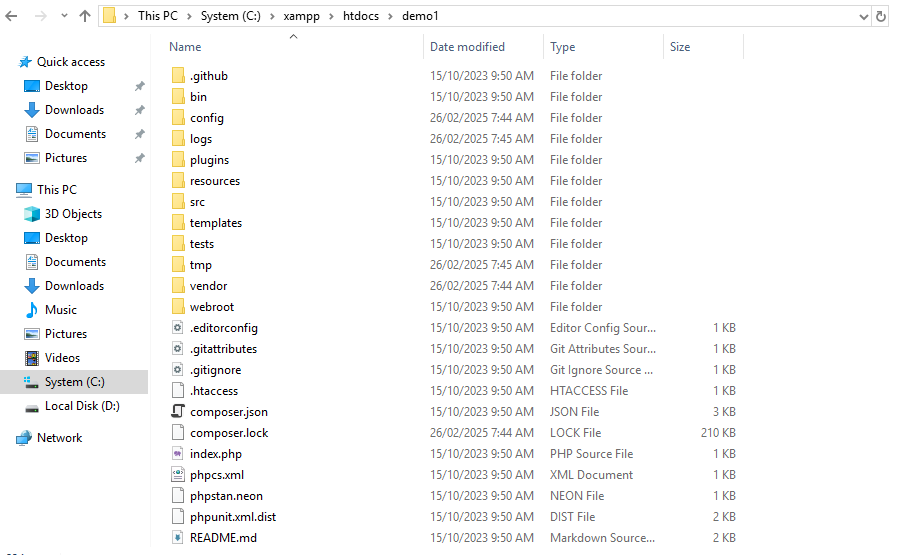 This PC > System (C:) > xampp > htdocs > demo1
Name Date modified Type Size
Quick access
Desktop
Downloads
Documents
Pictures
This PC
3D Objects
Desktop
Documents
Downloads
Music
Pictures
Videos
System (C:)
Local Disk (D:)
Network
.github 15/10/2023 9:50 AM File folder
bin 15/10/2023 9:50 AM File folder
config 26/02/2025 7:44 AM File folder
logs 26/02/2025 7:45 AM File folder
plugins 15/10/2023 9:50 AM File folder
resources 15/10/2023 9:50 AM File folder
src 15/10/2023 9:50 AM File folder
templates 15/10/2023 9:50 AM File folder
tests 15/10/2023 9:50 AM File folder
tmp 26/02/2025 7:45 AM File folder
vendor 26/02/2025 7:44 AM File folder
webroot 15/10/2023 9:50 AM File folder
.editorconfig 15/10/2023 9:50 AM Editor Config Sour... 1 KB
.gitattributes 15/10/2023 9:50 AM Git Attributes Sour... 1 KB
.gitignore 15/10/2023 9:50 AM Git Ignore Source ... 1 KB
.htaccess 15/10/2023 9:50 AM HTACCESS File 1 KB
composer.json 15/10/2023 9:50 AM JSON File 3 KB
composer.lock 26/02/2025 7:44 AM LOCK File 210 KB
index.php 15/10/2023 9:50 AM PHP Source File 1 KB
phpcs.xml 15/10/2023 9:50 AM XML Document 1 KB
phpstan.neon 15/10/2023 9:50 AM NEON File 1 KB
phpunit.xml.dist 15/10/2023 9:50 AM DIST File 2 KB
README.md 15/10/2023 9:50 AM Markdown Source... 2 KB